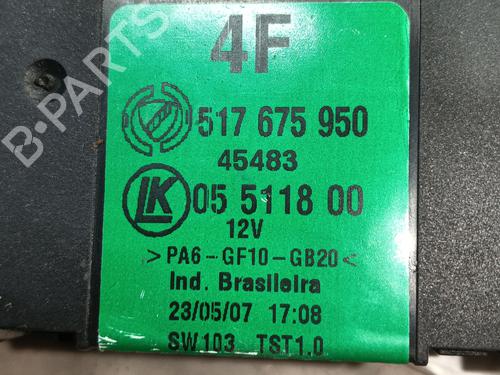 4F
517 675 950
45483
LK 05 5118 00
12V
>PA6-GF10-GB20<
Ind. Brasileira
23/05/07 17:08
SW103 TST1.0
B-PARTS